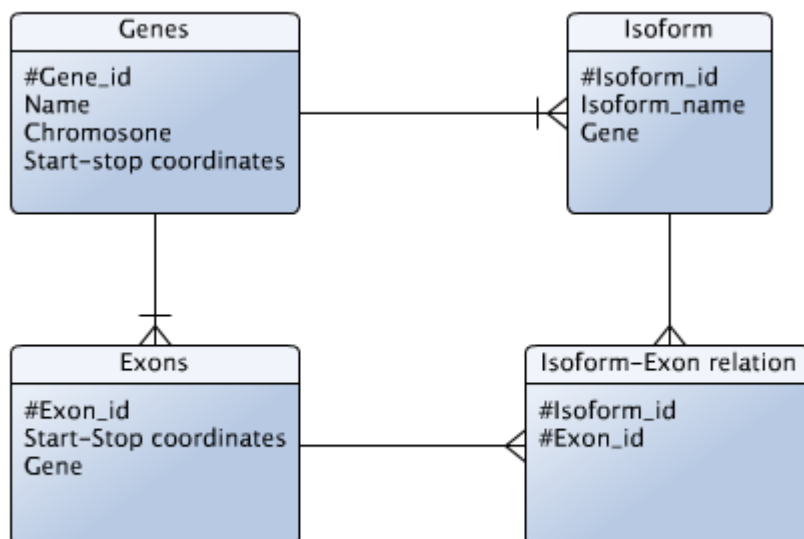 Genes
#Gene_id
Name
Chromosone
Start-stop coordinates
Isoform
#Isoform_id
Isoform_name
Gene
Exons
#Exon_id
Start-Stop coordinates
Gene
Isoform-Exon relation
#Isoform_id
#Exon_id